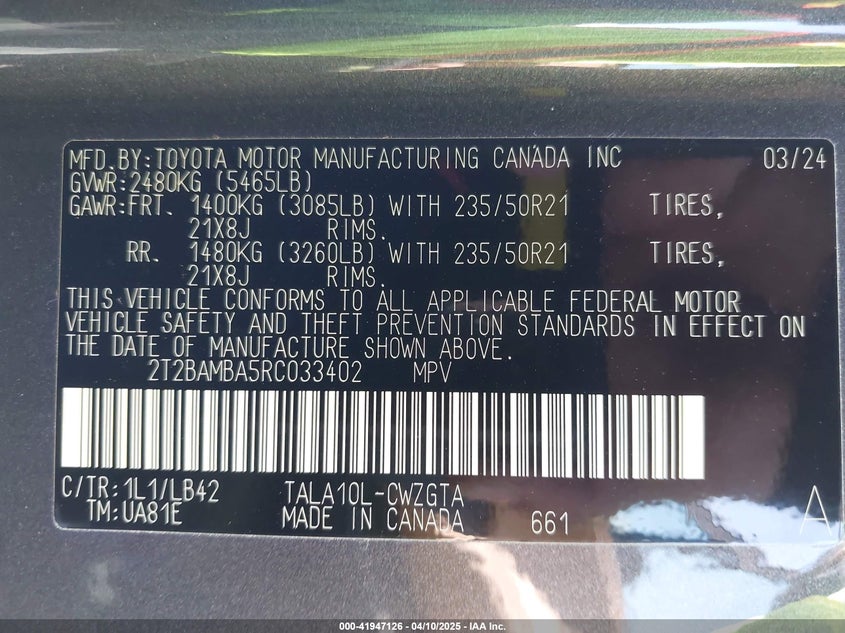 MFD.BY:TOYOTA MOTOR MANUFACTURING CANADA INC 03/24
GVWR:2480KG (5465LB)
GAWR:FRT. 1400KG (3085LB) WITH 235/50R21 TIRES,
21X8J RIMS.
RR. 1480KG (3260LB) WITH 235/50R21 TIRES,
21X8J RIMS.
THIS VEHICLE CONFORMS TO ALL APPLICABLE FEDERAL MOTOR
VEHICLE SAFETY AND THEFT PREVENTION STANDARDS IN EFFECT ON
THE DATE OF MANUFACTURE SHOWN ABOVE.
2T2BAMBA5RC033402 MPV
C/TR:1L1/LB42 TALA10L-CWZGTA
TM:UA81E MADE IN CANADA 661 A
000-41947126 - 04/10/2025 - IAA Inc.